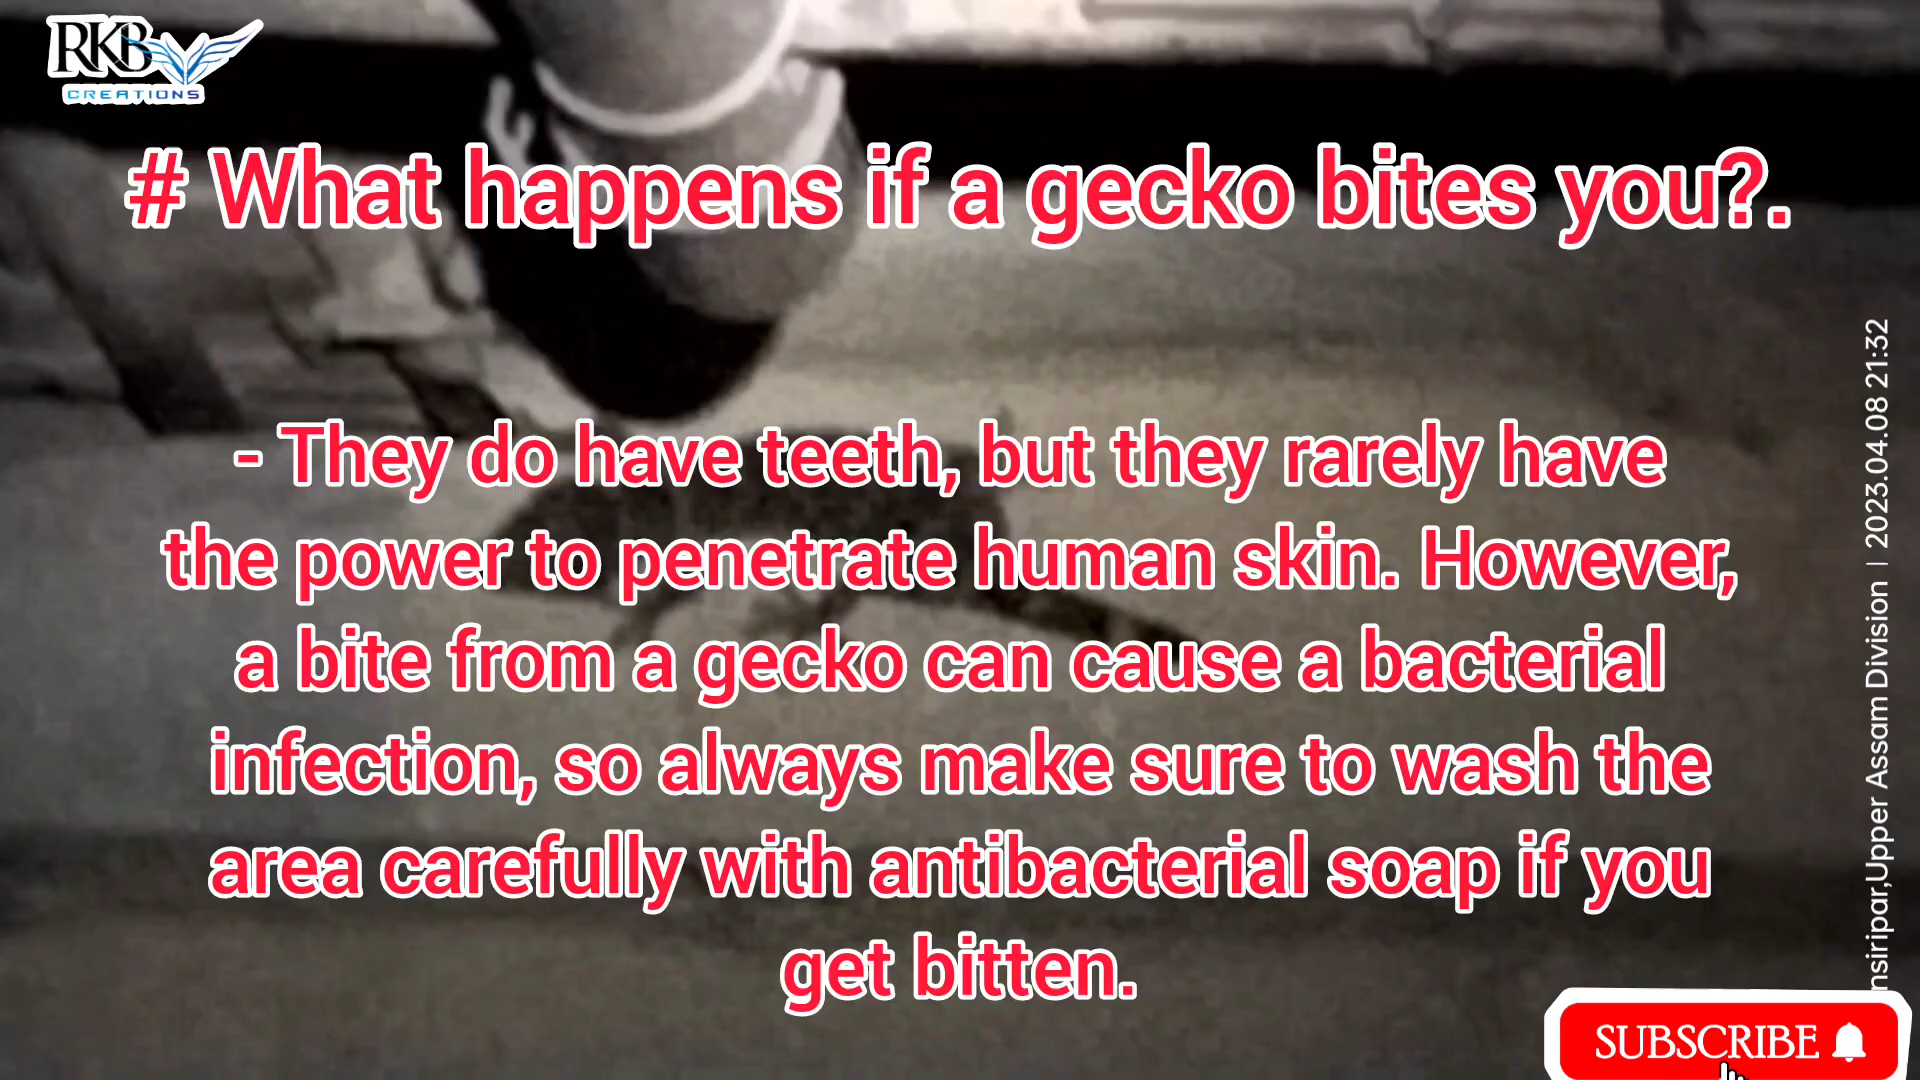 RKB
CREATIONS
# What happens if a gecko bites you?.
- They do have teeth, but they rarely have
the power to penetrate human skin. However,
a bite from a gecko can cause a bacterial
infection, so always make sure to wash the
area carefully with antibacterial soap if you
get bitten.
nsiripar,Upper Assam Division | 2023.04.08 21:32
SUBSCRIBE